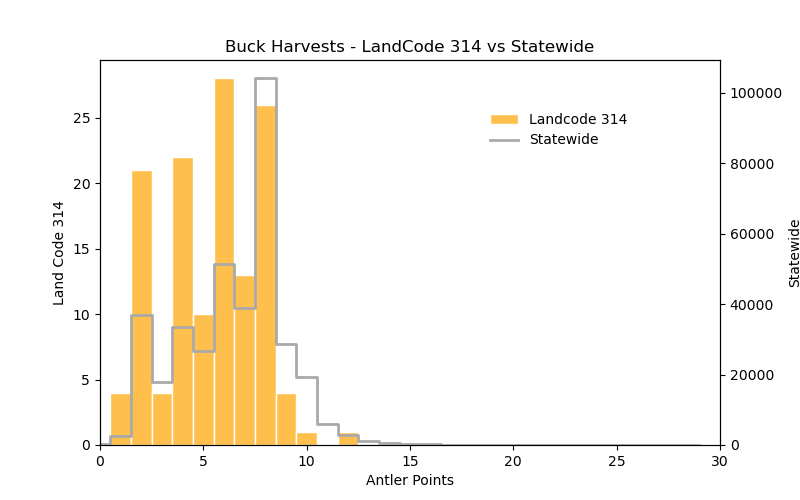 Buck Harvests - LandCode 314 vs Statewide
Landcode 314
Statewide
Land Code 314
25
20
15
10
5
0
100000
80000
60000
40000
20000
0
Statewide
0 5 10 15 20 25 30
Antler Points